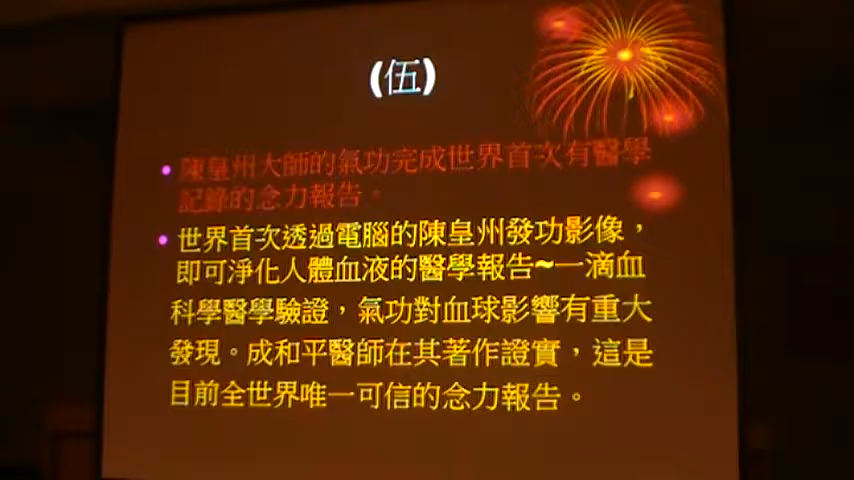 (伍)
陳皇州大師的氣功完成世界首次有醫學
記錄的念力報告。
世界首次透過電腦的陳皇州發功影像，
即可淨化人體血液的醫學報告~一滴血
科學醫學驗證，氣功對血球影響有重大
發現。成和平醫師在其著作證實，這是
目前全世界唯一可信的念力報告。